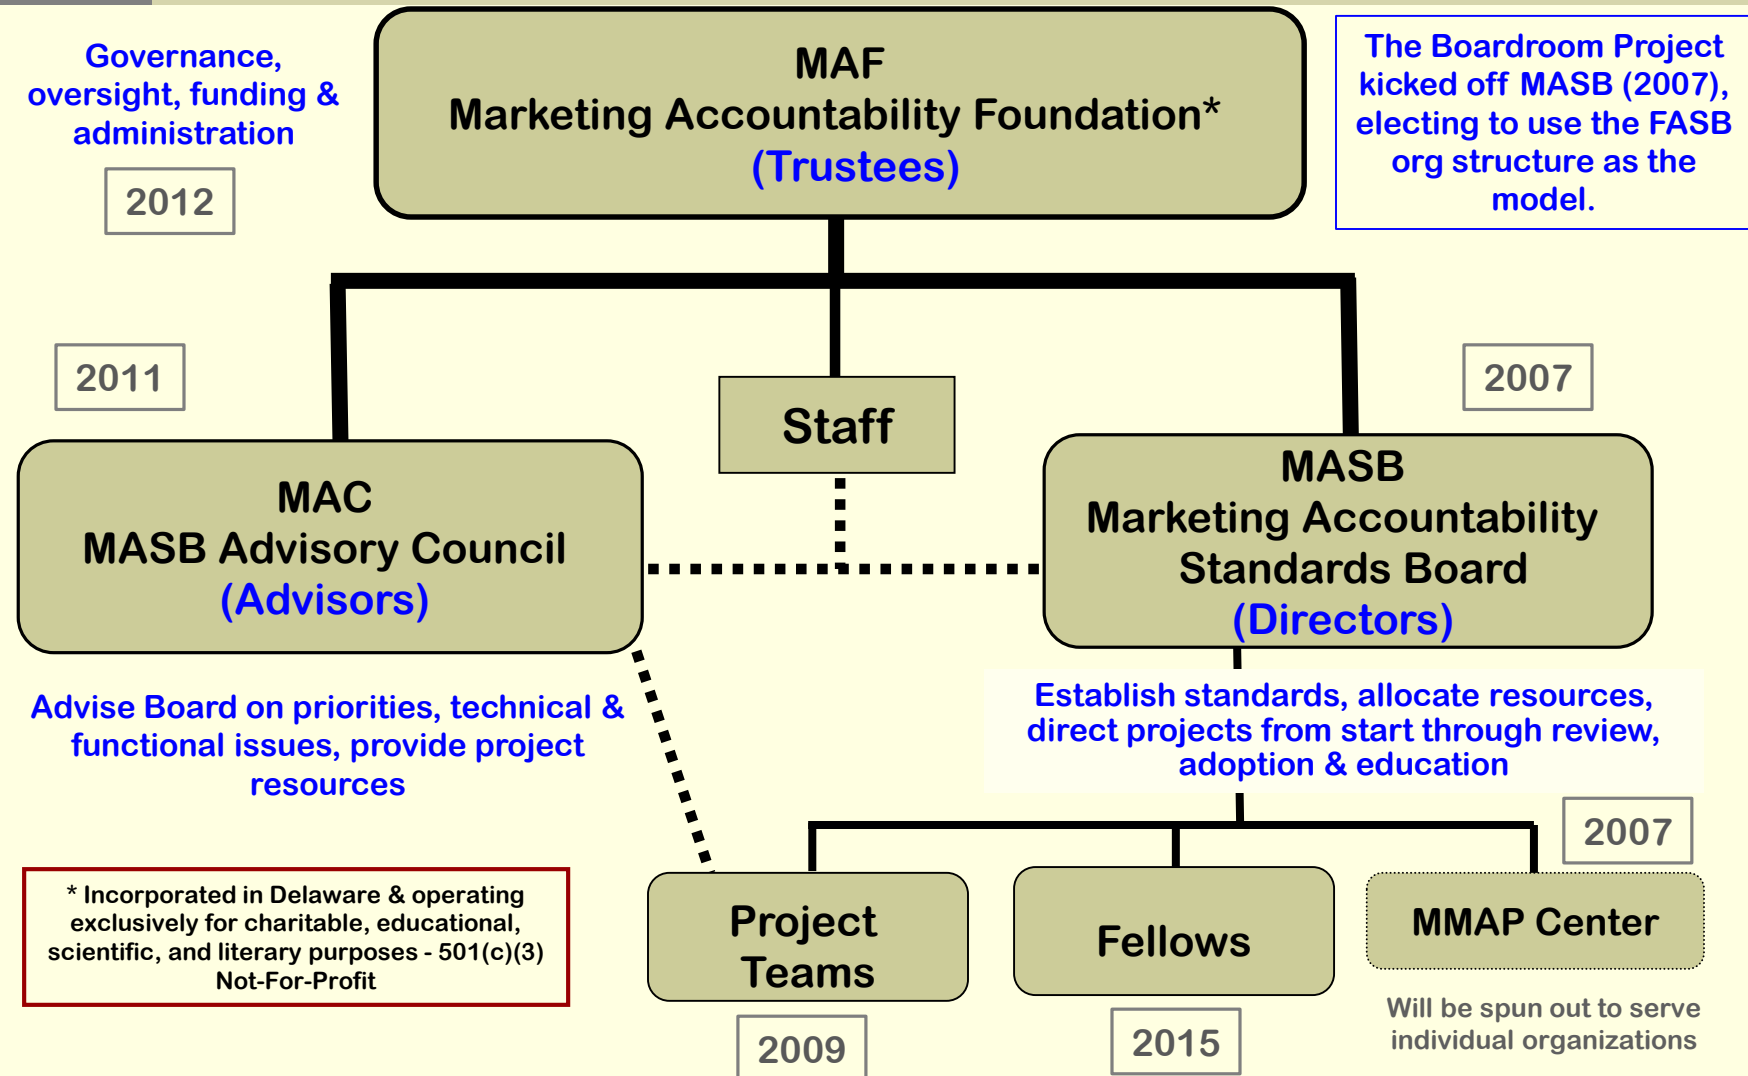 Governance,
oversight, funding &
administration
2012
MAF
Marketing Accountability Foundation*
(Trustees)
The Boardroom Project
kicked off MASB (2007),
electing to use the FASB
org structure as the
model.
2011
Staff
2007
MAC
MASB Advisory Council
(Advisors)
MASB
Marketing Accountability
Standards Board
(Directors)
Advise Board on priorities, technical &
functional issues, provide project
resources
Establish standards, allocate resources,
direct projects from start through review,
adoption & education
2007
* Incorporated in Delaware & operating
exclusively for charitable, educational,
scientific, and literary purposes - 501(c)(3)
Not-For-Profit
Project
Teams
2009
Fellows
2015
MMAP Center
Will be spun out to serve
individual organizations